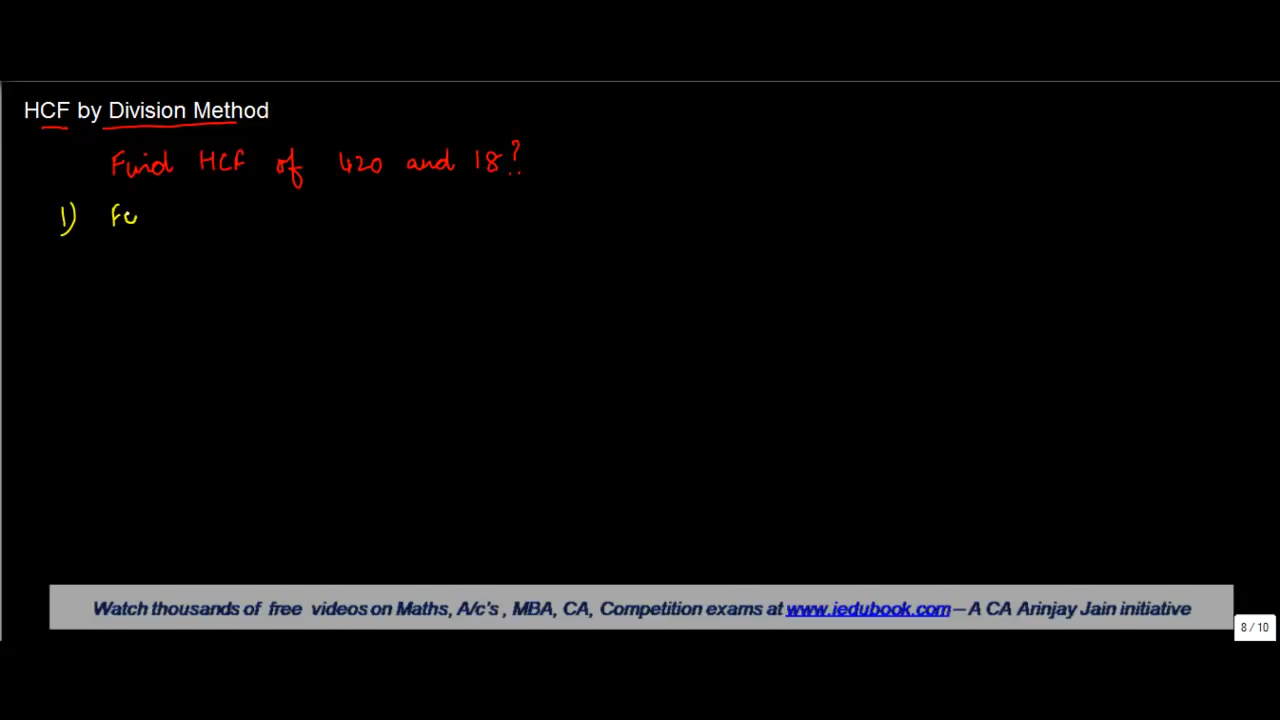 HCF by Division Method
Find HCF of 420 and 18?
1) Fa
Watch thousands of free videos on Maths, A/c's , MBA, CA, Competition exams at www.iedubook.com – A CA Arinjay Jain initiative
8 / 10